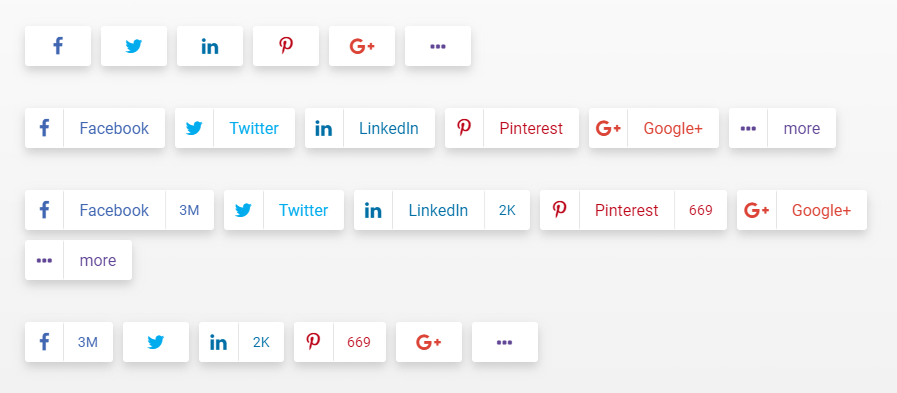 Facebook Twitter LinkedIn Pinterest Google+ more
Facebook 3M Twitter LinkedIn 2K Pinterest 669 Google+
more
3M 2K 669